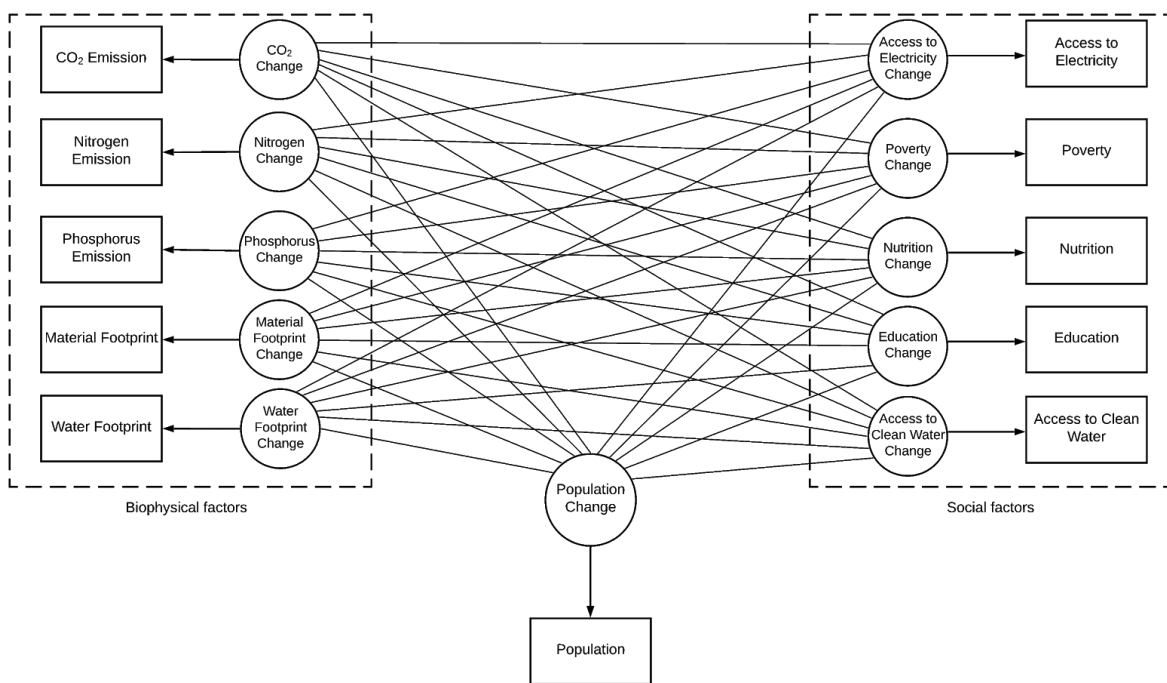 CO₂ Emission
CO₂
Change
Access to
Electricity
Change
Access to
Electricity
Nitrogen
Emission
Nitrogen
Change
Poverty
Change
Poverty
Phosphorus
Emission
Phosphorus
Change
Nutrition
Change
Nutrition
Material Footprint
Material
Footprint
Change
Education
Change
Education
Water Footprint
Water
Footprint
Change
Access to
Clean Water
Change
Access to Clean
Water
Biophysical factors
Population
Change
Social factors
Population